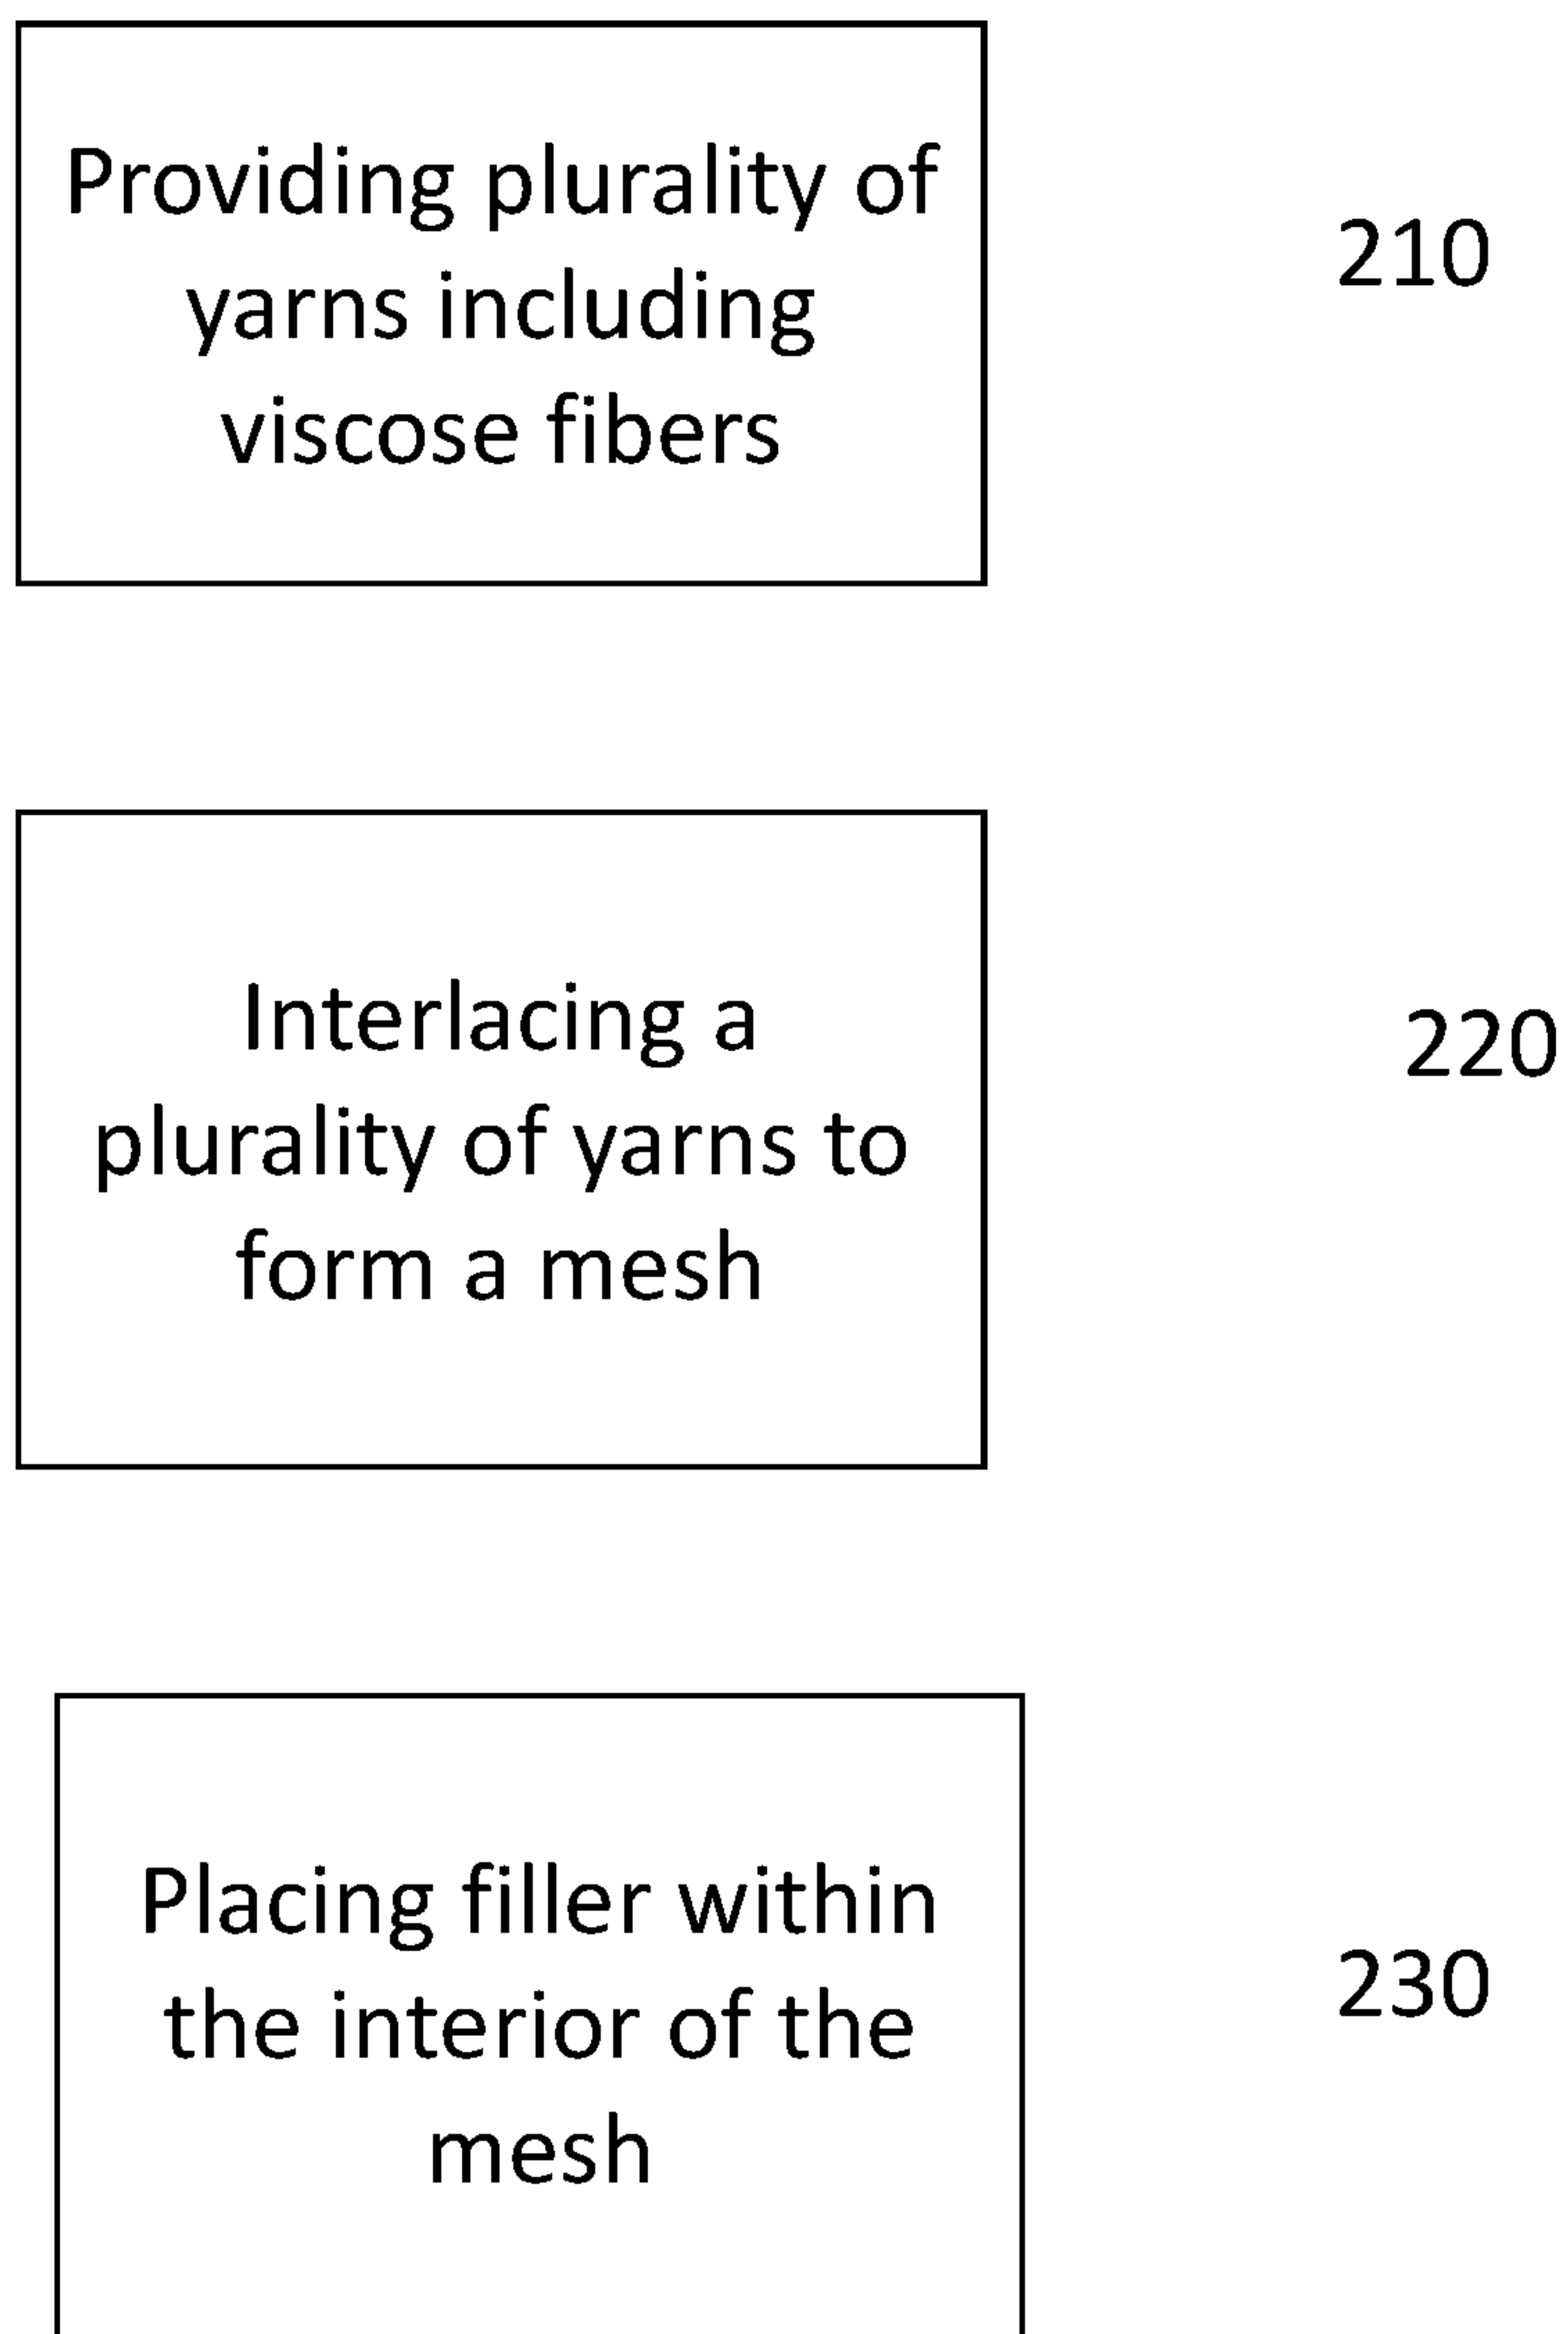 Providing plurality of
yarns including
viscose fibers
210
Interlacing a
plurality of yarns to
form a mesh
220
Placing filler within
the interior of the
mesh
230